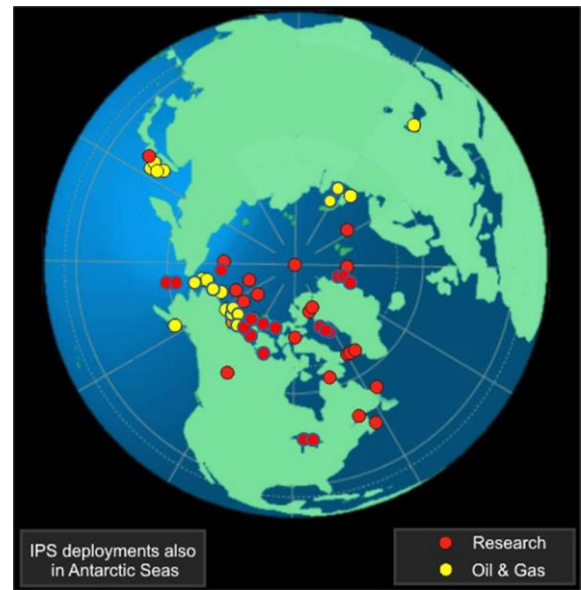 IPS deployments also
in Antarctic Seas
Research
Oil & Gas